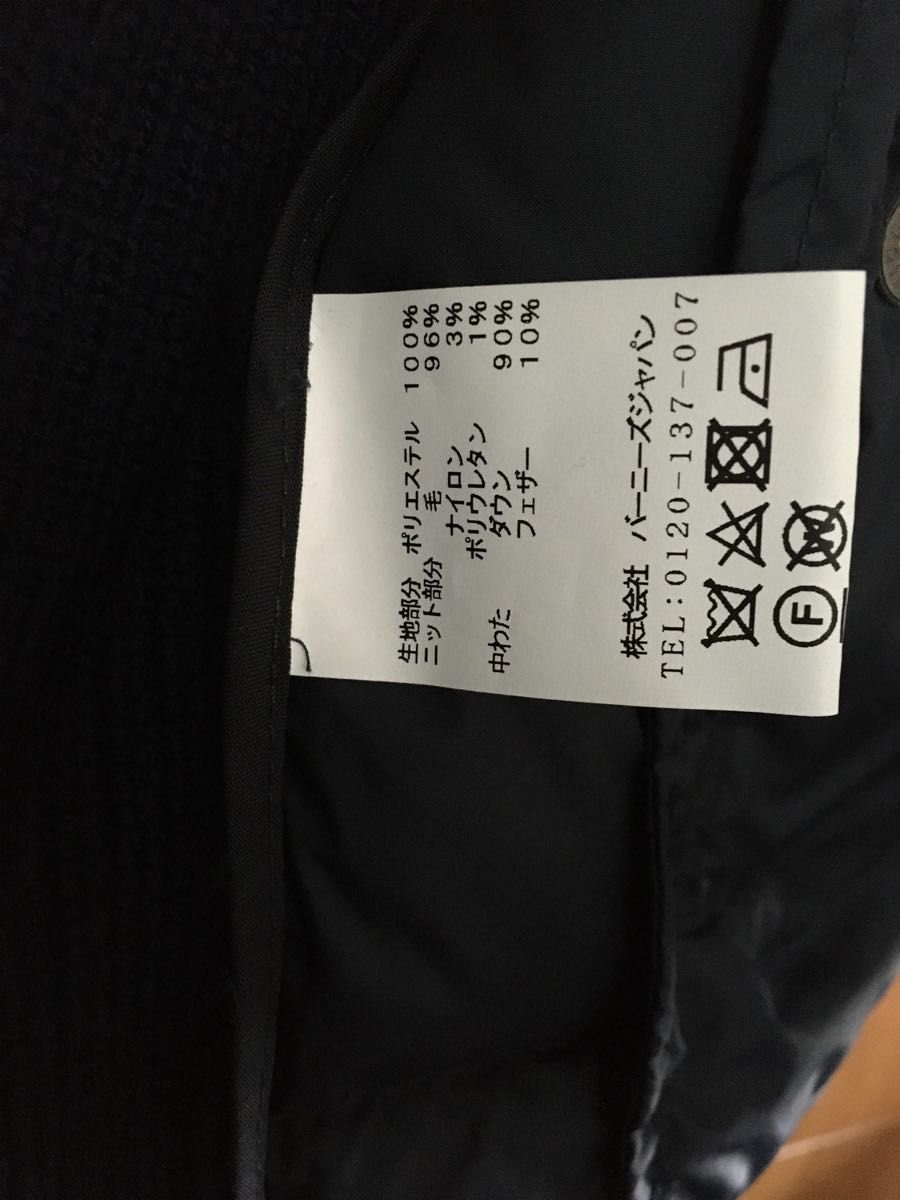 生地部分 ポリエステル 100%
ニット部分 毛 96%
ナイロン 3%
ポリウレタン 1%
中わた ダウン 90%
フェザー 10%
株式会社 バーニーズジャパン
TEL:0120-137-007
F W